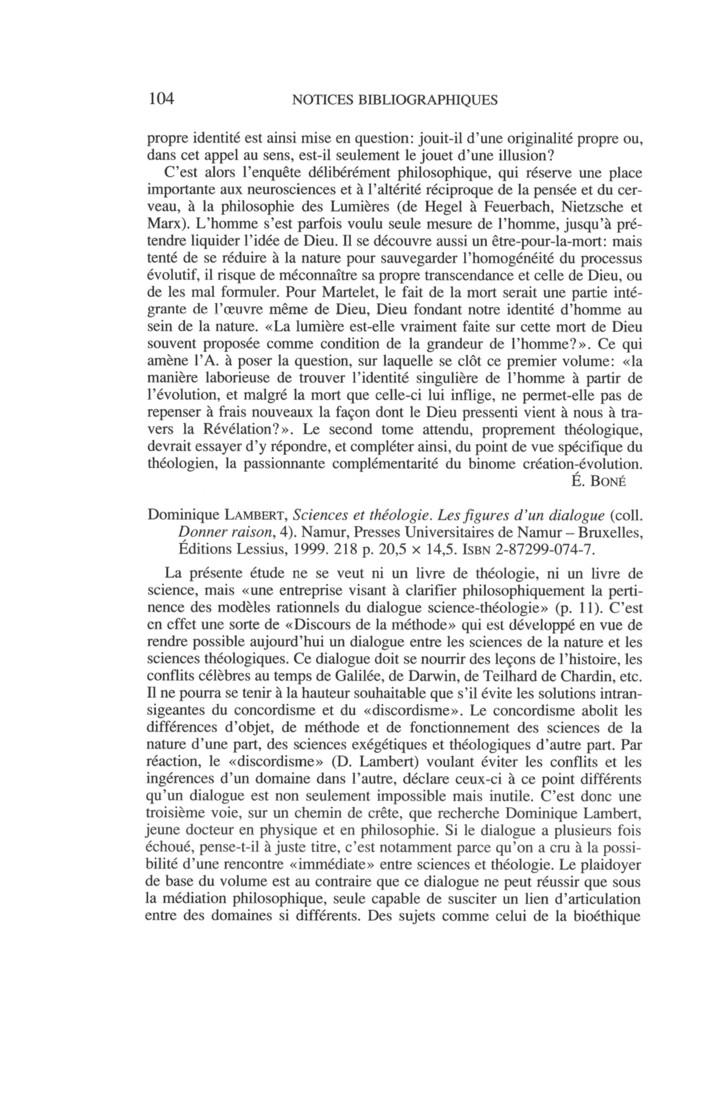 104 NOTICES BIBLIOGRAPHIQUES
propre identité est ainsi mise en question: jouit-il d'une originalité propre ou,
dans cet appel au sens, est-il seulement le jouet d'une illusion?
C'est alors l'enquête délibérément philosophique, qui réserve une place
importante aux neurosciences et à l'altérité réciproque de la pensée et du cer-
veau, à la philosophie des Lumières (de Hegel à Feuerbach, Nietzsche et
Marx). L'homme s'est parfois voulu seule mesure de l'homme, jusqu'à pré-
tendre liquider l'idée de Dieu. Il se découvre aussi un être-pour-la-mort: mais
tenté de se réduire à la nature pour sauvegarder l'homogénéité du processus
évolutif, il risque de méconnaître sa propre transcendance et celle de Dieu, ou
de les mal formuler. Pour Martelet, le fait de la mort serait une partie inté-
grante de l'œuvre même de Dieu, Dieu fondant notre identité d'homme au
sein de la nature. «La lumière est-elle vraiment faite sur cette mort de Dieu
souvent proposée comme condition de la grandeur de l'homme?». Ce qui
amène l'A. à poser la question, sur laquelle se clôt ce premier volume: «la
manière laborieuse de trouver l'identité singulière de l'homme à partir de
l'évolution, et malgré la mort que celle-ci lui inflige, ne permet-elle pas de
repenser à frais nouveaux la façon dont le Dieu pressenti vient à nous à tra-
vers la Révélation?». Le second tome attendu, proprement théologique,
devrait essayer d'y répondre, et compléter ainsi, du point de vue spécifique du
théologien, la passionnante complémentarité du binome création-évolution.
É. BONÉ
Dominique LAMBERT, Sciences et théologie. Les figures d'un dialogue (coll.
Donner raison, 4). Namur, Presses Universitaires de Namur – Bruxelles,
Éditions Lessius, 1999. 218 p. 20,5 × 14,5. ISBN 2-87299-074-7.
La présente étude ne se veut ni un livre de théologie, ni un livre de
science, mais «une entreprise visant à clarifier philosophiquement la perti-
nence des modèles rationnels du dialogue science-théologie» (p. 11). C'est
en effet une sorte de «Discours de la méthode» qui est développé en vue de
rendre possible aujourd'hui un dialogue entre les sciences de la nature et les
sciences théologiques. Ce dialogue doit se nourrir des leçons de l'histoire, les
conflits célèbres au temps de Galilée, de Darwin, de Teilhard de Chardin, etc.
Il ne pourra se tenir à la hauteur souhaitable que s'il évite les solutions intran-
sigeantes du concordisme et du «discordisme». Le concordisme abolit les
différences d'objet, de méthode et de fonctionnement des sciences de la
nature d'une part, des sciences exégétiques et théologiques d'autre part. Par
réaction, le «discordisme» (D. Lambert) voulant éviter les conflits et les
ingérences d'un domaine dans l'autre, déclare ceux-ci à ce point différents
qu'un dialogue est non seulement impossible mais inutile. C'est donc une
troisième voie, sur un chemin de crête, que recherche Dominique Lambert,
jeune docteur en physique et en philosophie. Si le dialogue a plusieurs fois
échoué, pense-t-il à juste titre, c'est notamment parce qu'on a cru à la possi-
bilité d'une rencontre «immédiate» entre sciences et théologie. Le plaidoyer
de base du volume est au contraire que ce dialogue ne peut réussir que sous
la médiation philosophique, seule capable de susciter un lien d'articulation
entre des domaines si différents. Des sujets comme celui de la bioéthique